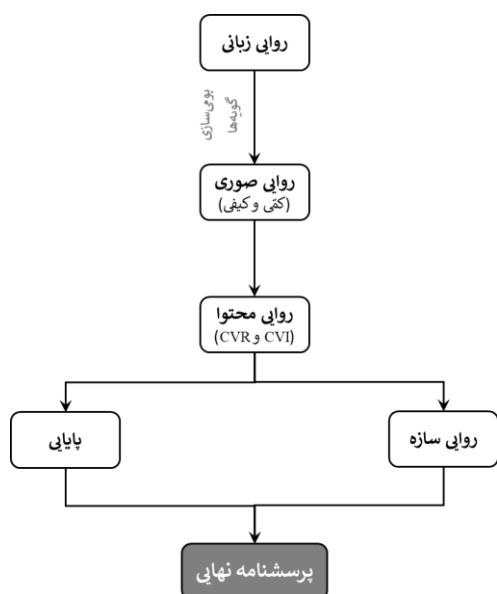 روایی زبانی
بومی‌سازی
گویه‌ها
روایی صوری
(کمّی و کیفی)
روایی محتوا
(CVI و CVR)
روایی سازه
پایایی
پرسشنامه نهایی